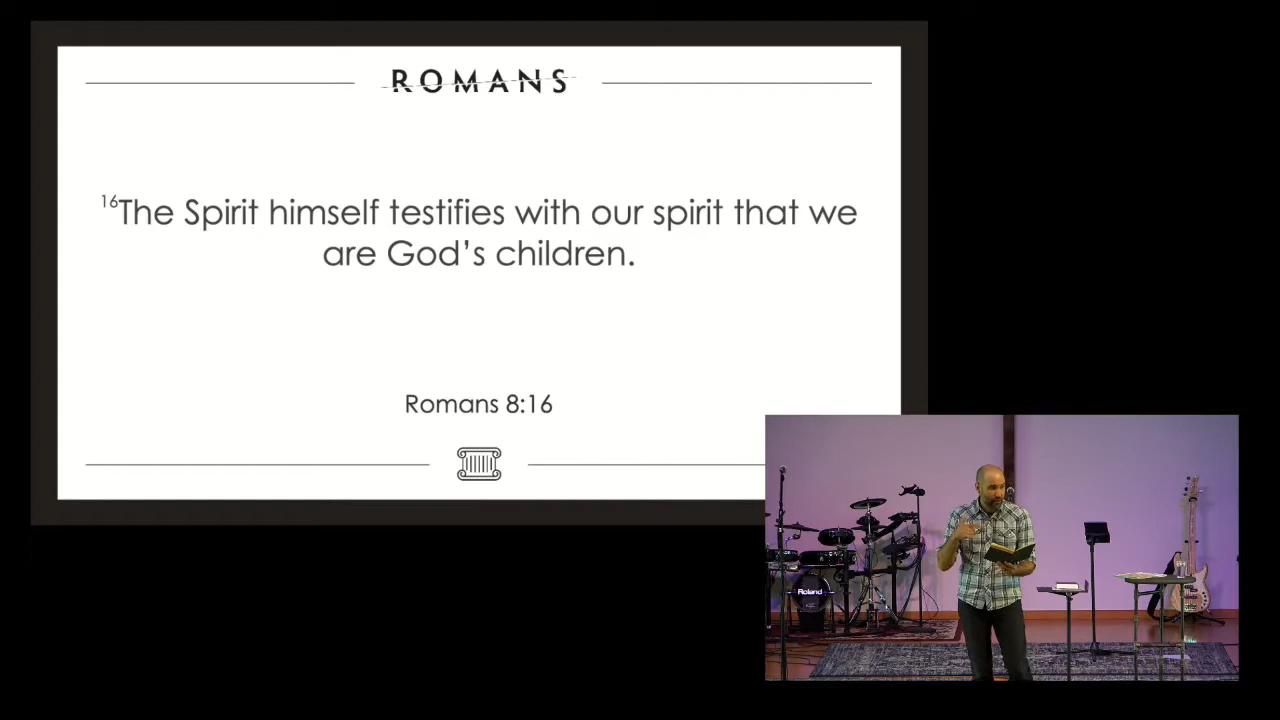 ROMANS
16The Spirit himself testifies with our spirit that we
are God’s children.
Romans 8:16
Roland